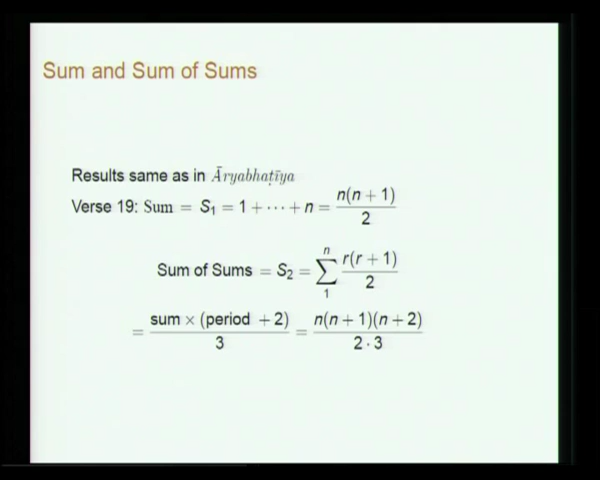 Sum and Sum of Sums
Results same as in Āryabhaṭīya
Verse 19: Sum = S₁ = 1 + ··· + n = n(n + 1)/2
Sum of Sums = S₂ = ∑₁ⁿ r(r + 1)/2
= sum × (period + 2)/3 = n(n + 1)(n + 2)/2 · 3